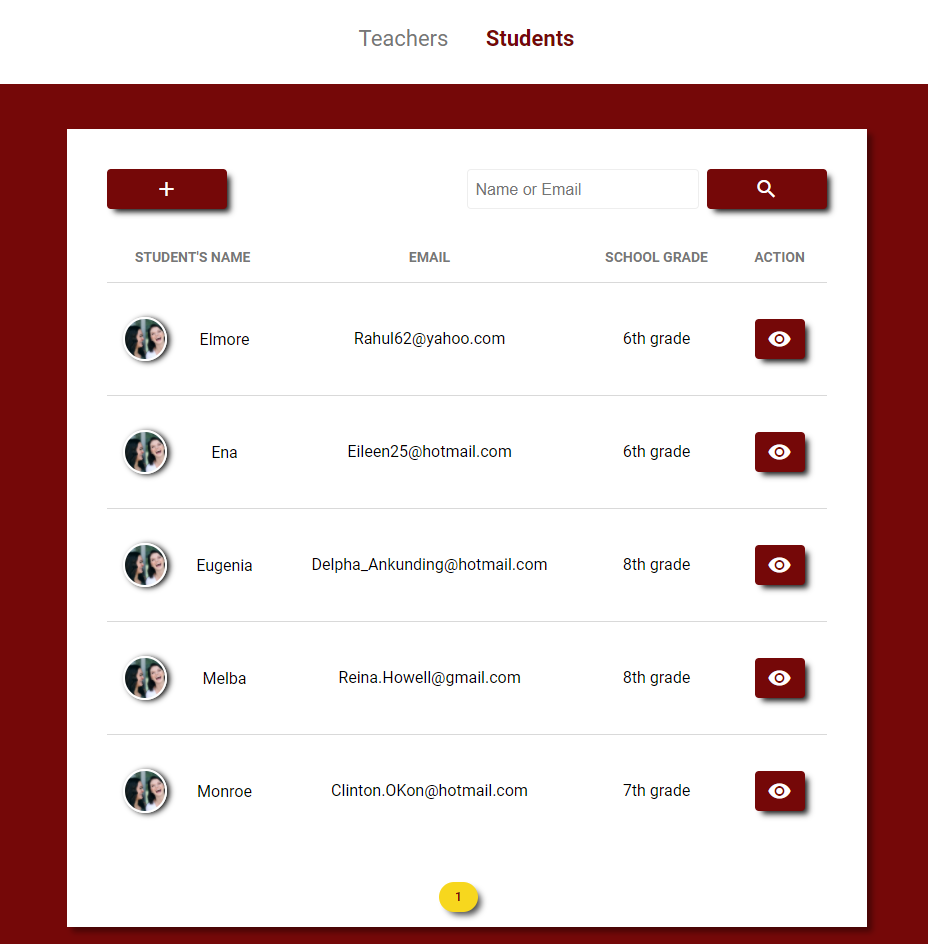 Teachers Students
+
Name or Email
STUDENT'S NAME EMAIL SCHOOL GRADE ACTION
Elmore Rahul62@yahoo.com 6th grade
Ena Eileen25@hotmail.com 6th grade
Eugenia Delpha_Ankunding@hotmail.com 8th grade
Melba Reina.Howell@gmail.com 8th grade
Monroe Clinton.OKon@hotmail.com 7th grade
1